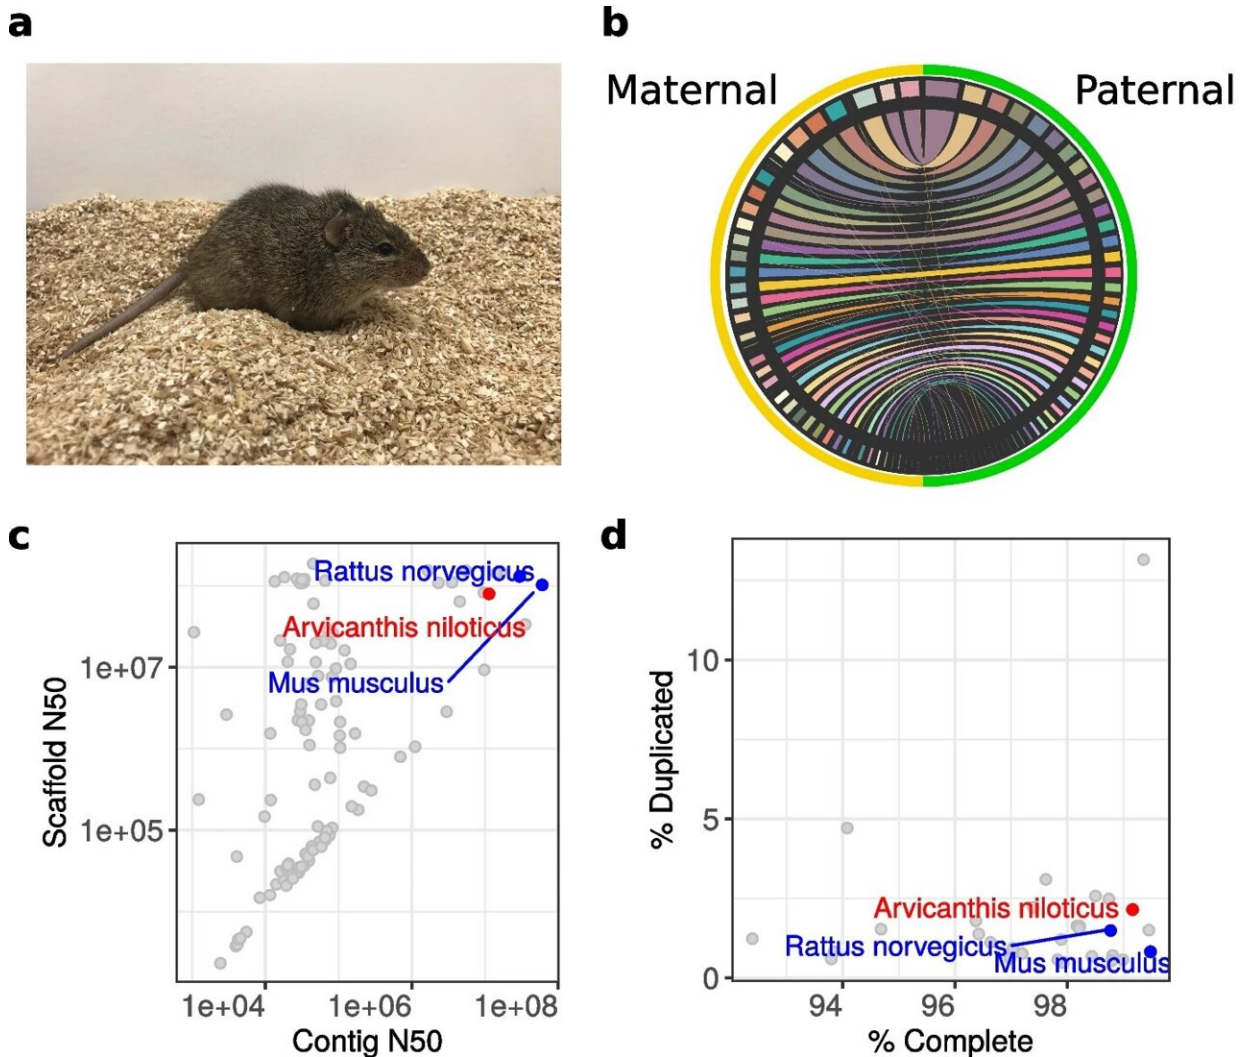 a
b
Maternal
Paternal
c
Rattus norvegicus
Arvicanthis niloticus
Mus musculus
1e+07
1e+05
Scaffold N50
1e+04
1e+06
1e+08
Contig N50
d
10
5
0
% Duplicated
Arvicanthis niloticus
Rattus norvegicus
Mus musculus
94
96
98
% Complete